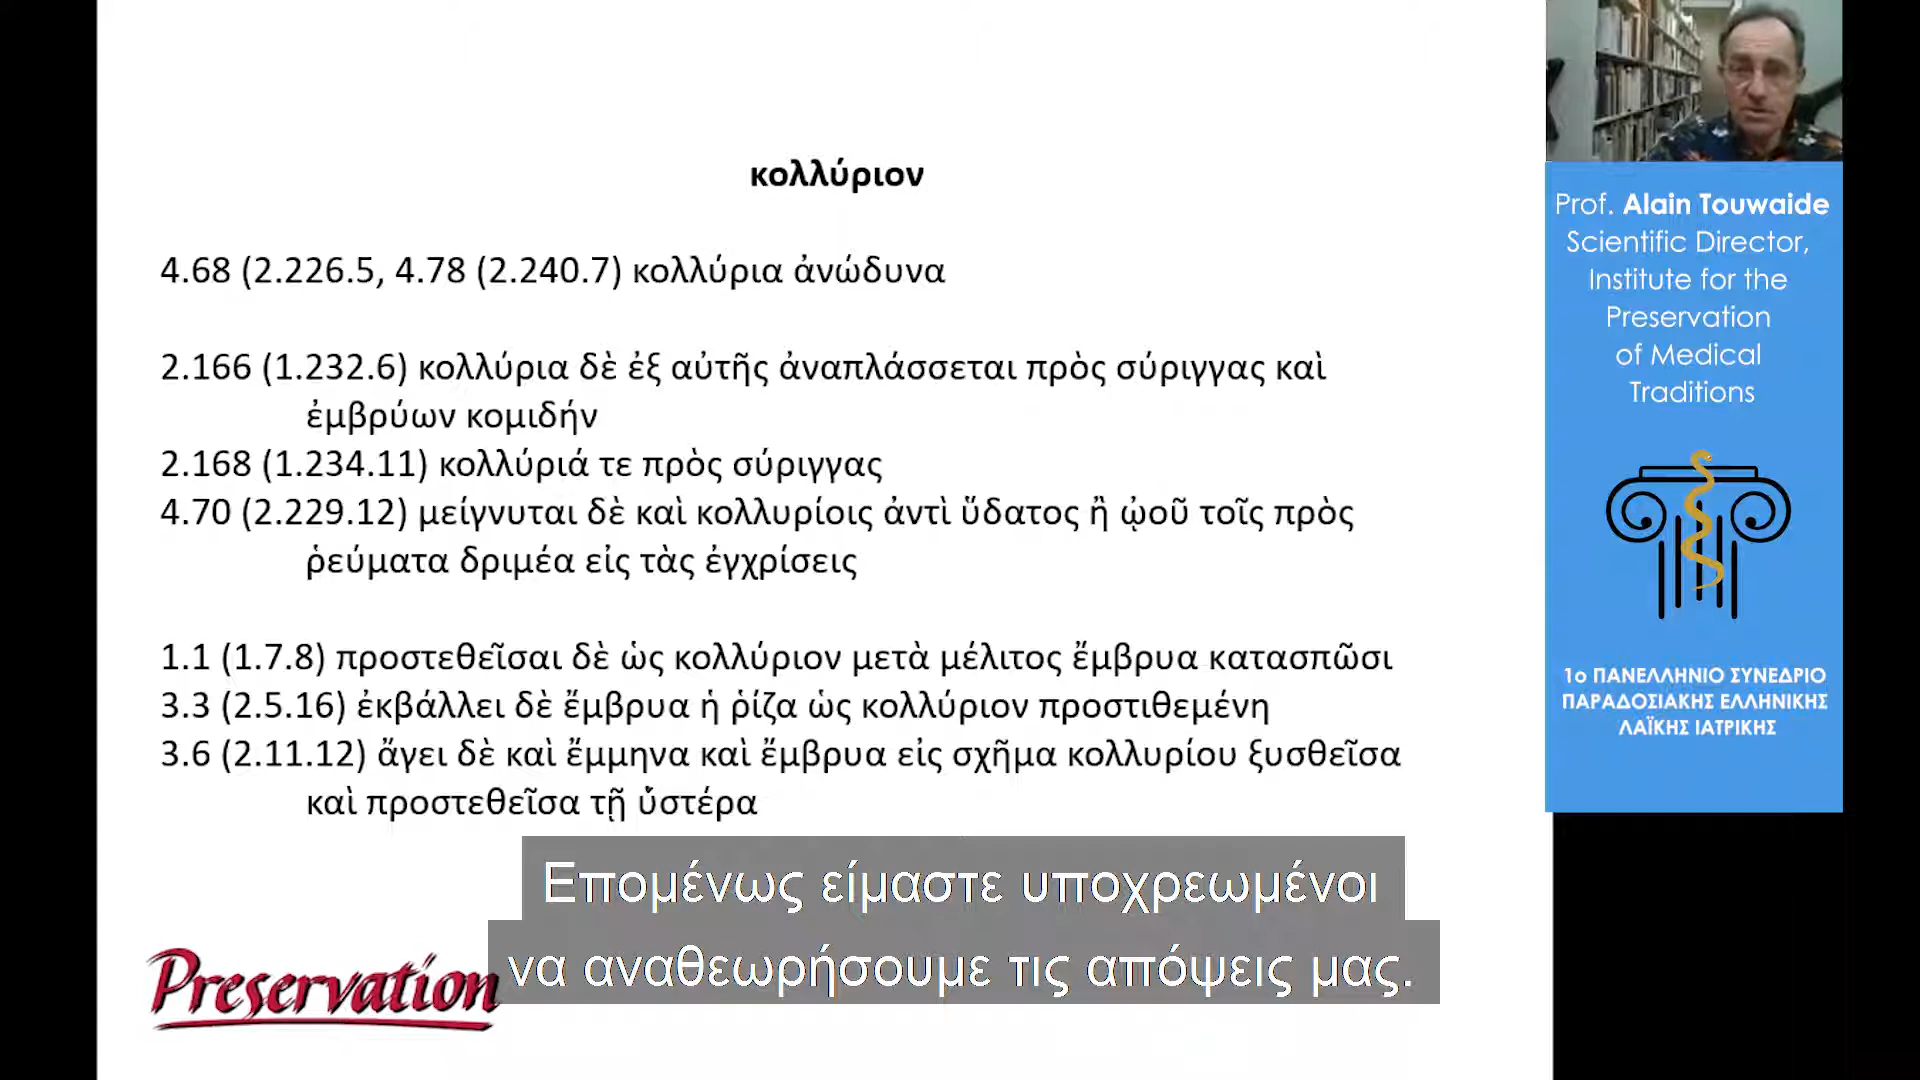 κολλύριον
4.68 (2.226.5, 4.78 (2.240.7) κολλύρια ἀνώδυνα
2.166 (1.232.6) κολλύρια δὲ ἐξ αὐτῆς ἀναπλάσσεται πρὸς σύριγγας καὶ
ἐμβρύων κομιδήν
2.168 (1.234.11) κολλύριά τε πρὸς σύριγγας
4.70 (2.229.12) μείγνυται δὲ καὶ κολλυρίοις ἀντὶ ὕδατος ἢ ᾠοῦ τοῖς πρὸς
ῥεύματα δριμέα εἰς τὰς ἐγχρίσεις
1.1 (1.7.8) προστεθεῖσαι δὲ ὡς κολλύριον μετὰ μέλιτος ἔμβρυα κατασπῶσι
3.3 (2.5.16) ἐκβάλλει δὲ ἔμβρυα ἡ ῥίζα ὡς κολλύριον προστιθεμένη
3.6 (2.11.12) ἄγει δὲ καὶ ἔμμηνα καὶ ἔμβρυα εἰς σχῆμα κολλυρίου ξυσθεῖσα
καὶ προστεθεῖσα τῇ ὑστέρα
Επομένως είμαστε υποχρεωμένοι
να αναθεωρήσουμε τις απόψεις μας.
Preservation
Prof. Alain Touwaide
Scientific Director,
Institute for the
Preservation
of Medical
Traditions
1ο ΠΑΝΕΛΛΗΝΙΟ ΣΥΝΕΔΡΙΟ
ΠΑΡΑΔΟΣΙΑΚΗΣ ΕΛΛΗΝΙΚΗΣ
ΛΑΪΚΗΣ ΙΑΤΡΙΚΗΣ